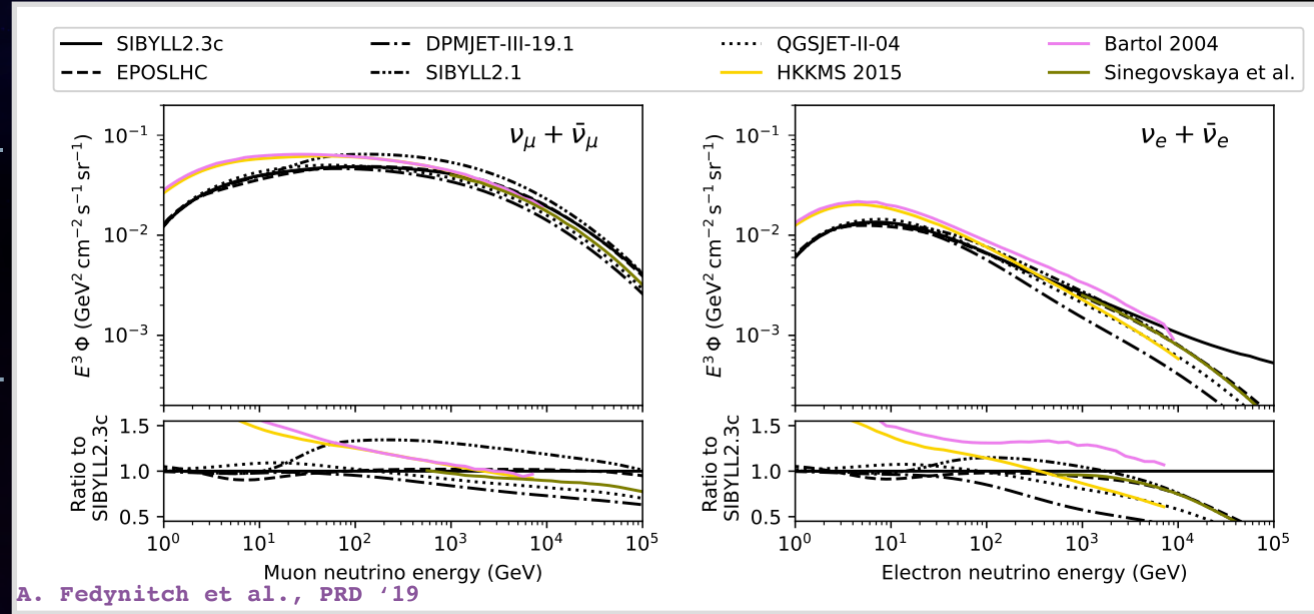 SIBYLL2.3c DPMJET-III-19.1 QGSJET-II-04 Bartol 2004
EPOSLHC SIBYLL2.1 HKKMS 2015 Sinegovskaya et al.
E³ Φ (GeV² cm⁻² s⁻¹ sr⁻¹)
10⁻¹
10⁻²
10⁻³
ν_μ + ν̄_μ
E³ Φ (GeV² cm⁻² s⁻¹ sr⁻¹)
10⁻¹
10⁻²
10⁻³
ν_e + ν̄_e
Ratio to
SIBYLL2.3c
1.5
1.0
0.5
10⁰ 10¹ 10² 10³ 10⁴ 10⁵
Muon neutrino energy (GeV)
Ratio to
SIBYLL2.3c
1.5
1.0
0.5
10⁰ 10¹ 10² 10³ 10⁴ 10⁵
Electron neutrino energy (GeV)
A. Fedynitch et al., PRD ‘19